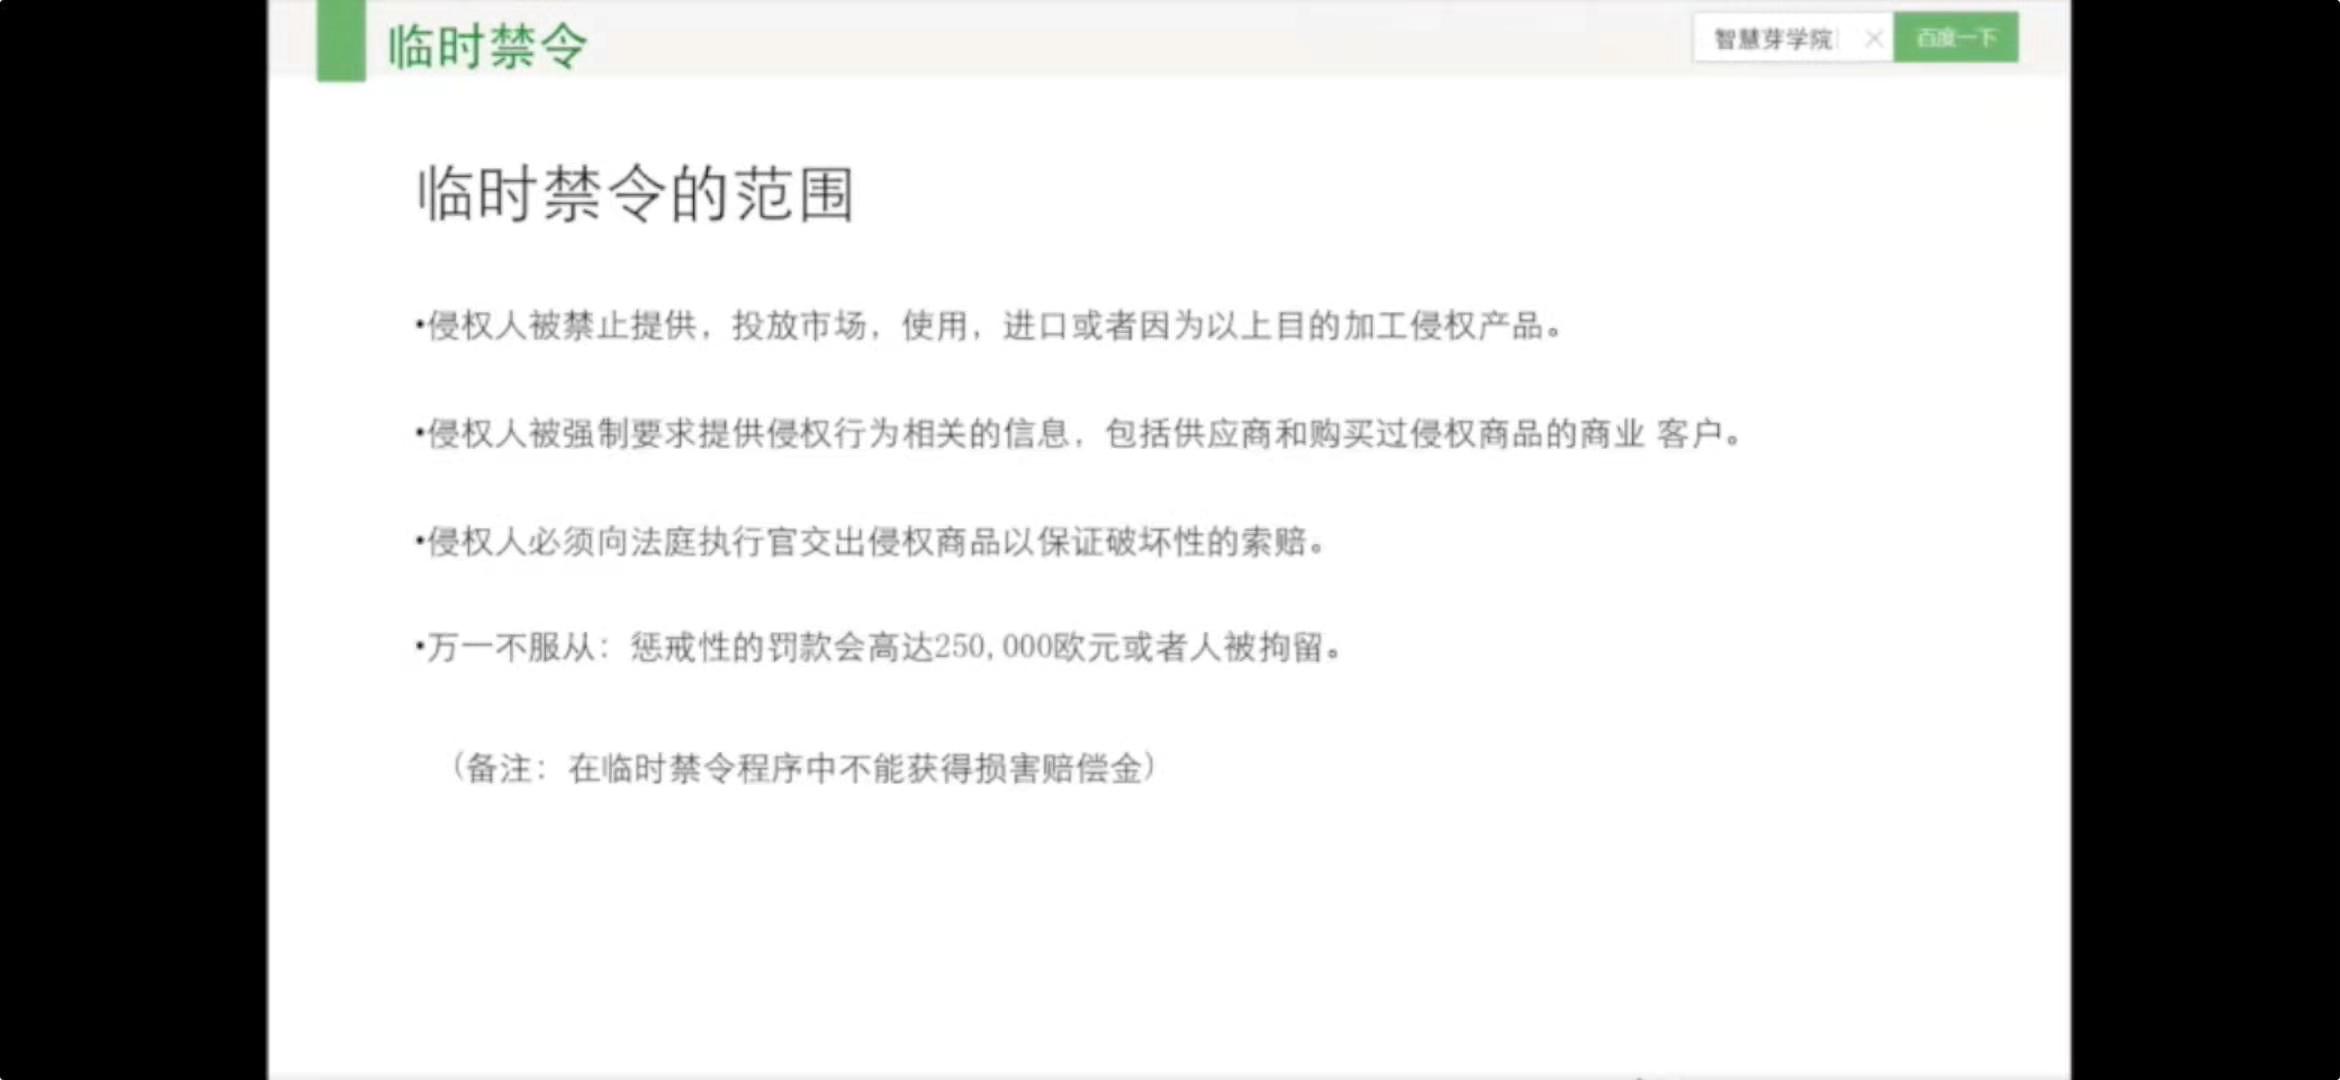 临时禁令
智慧芽学院
百度一下
临时禁令的范围
•侵权人被禁止提供，投放市场，使用，进口或者因为以上目的加工侵权产品。
•侵权人被强制要求提供侵权行为相关的信息，包括供应商和购买过侵权商品的商业 客户。
•侵权人必须向法庭执行官交出侵权商品以保证破坏性的索赔。
•万一不服从：惩戒性的罚款会高达250,000欧元或者人被拘留。
（备注：在临时禁令程序中不能获得损害赔偿金）